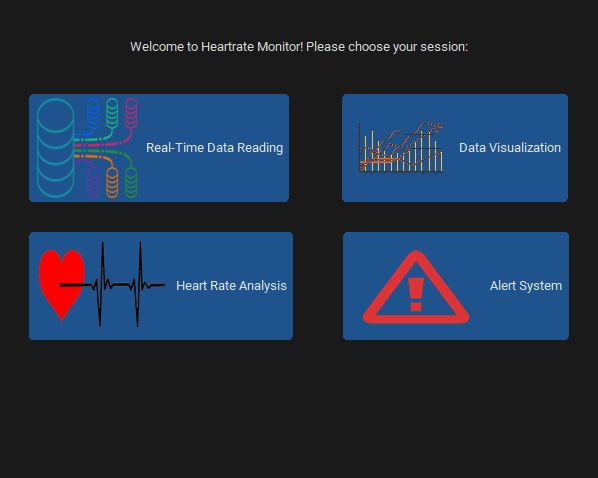 Welcome to Heartrate Monitor! Please choose your session:
Real-Time Data Reading
Data Visualization
Heart Rate Analysis
Alert System